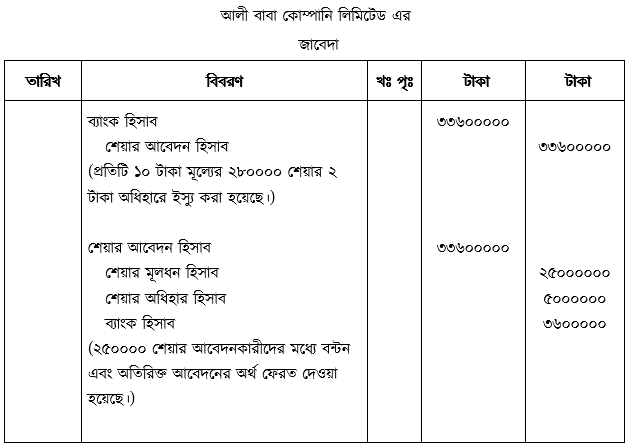 আলী বাবা কোম্পানি লিমিটেড এর
জাবেদা
তারিখ বিবরণ খঃ পৃঃ টাকা টাকা
ব্যাংক হিসাব ৩৩৬০০০০০
শেয়ার আবেদন হিসাব ৩৩৬০০০০০
(প্রতিটি ১০ টাকা মূল্যের ২৮০০০০ শেয়ার ২
টাকা অধিহারে ইস্যু করা হয়েছে।)
শেয়ার আবেদন হিসাব ৩৩৬০০০০০
শেয়ার মূলধন হিসাব ২৫০০০০০০
শেয়ার অধিহার হিসাব ৫০০০০০০
ব্যাংক হিসাব ৩৬০০০০০
(২৫০০০০ শেয়ার আবেদনকারীদের মধ্যে বন্টন
এবং অতিরিক্ত আবেদনের অর্থ ফেরত দেওয়া
হয়েছে।)